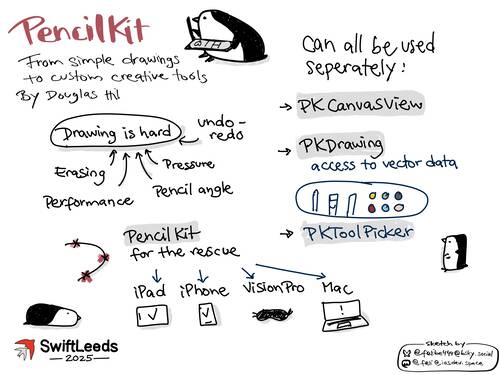 PencilKit
From simple drawings
to custom creative tools
By Douglas Hill
Drawing is hard
undo-
redo
Erasing
Performance
Pressure
Pencil angle
PencilKit
for the rescue
iPad iPhone VisionPro Mac
Can all be used
seperately:
→ PKCanvasView
→ PKDrawing
access to vector data
→ PKToolPicker
SwiftLeeds
2025
sketch by